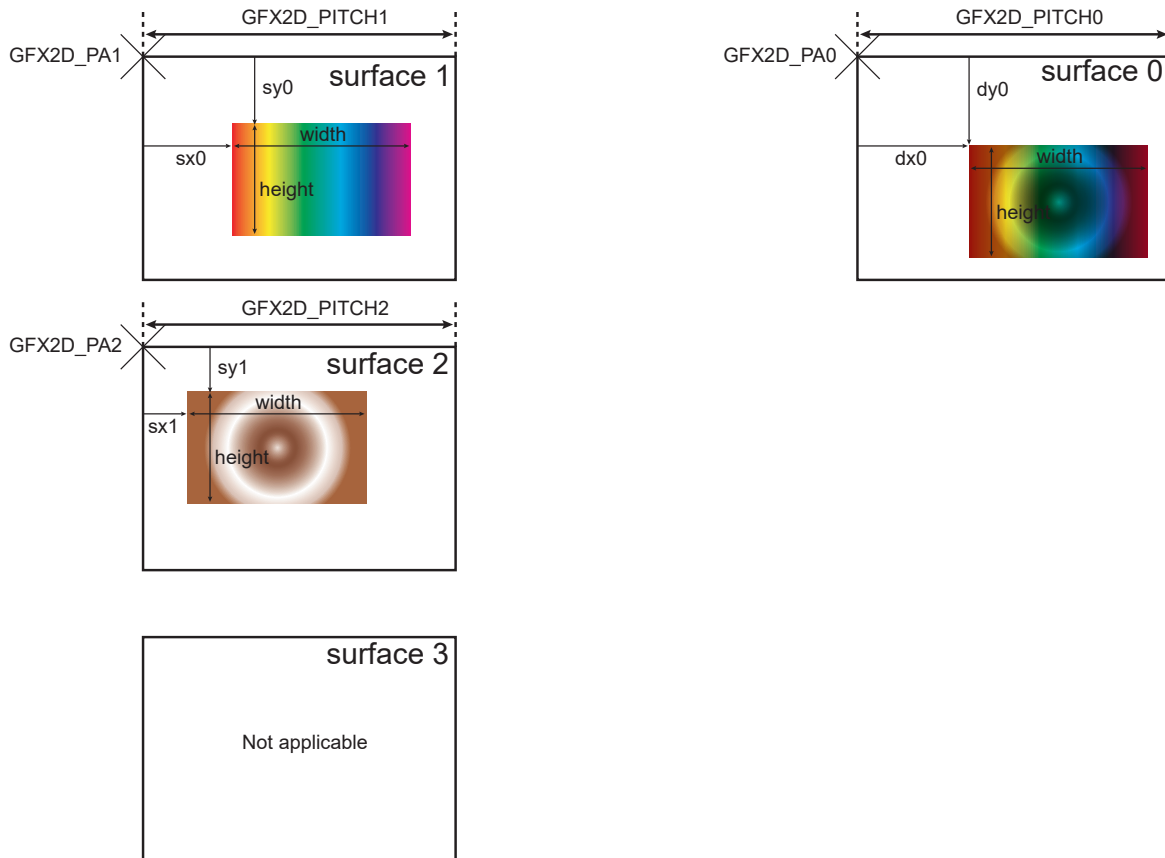 GFX2D_PITCH1
GFX2D_PA1
surface 1
sy0
sx0
width
height
GFX2D_PITCH0
GFX2D_PA0
surface 0
dy0
dx0
width
height
GFX2D_PITCH2
GFX2D_PA2
surface 2
sy1
sx1
width
height
surface 3
Not applicable